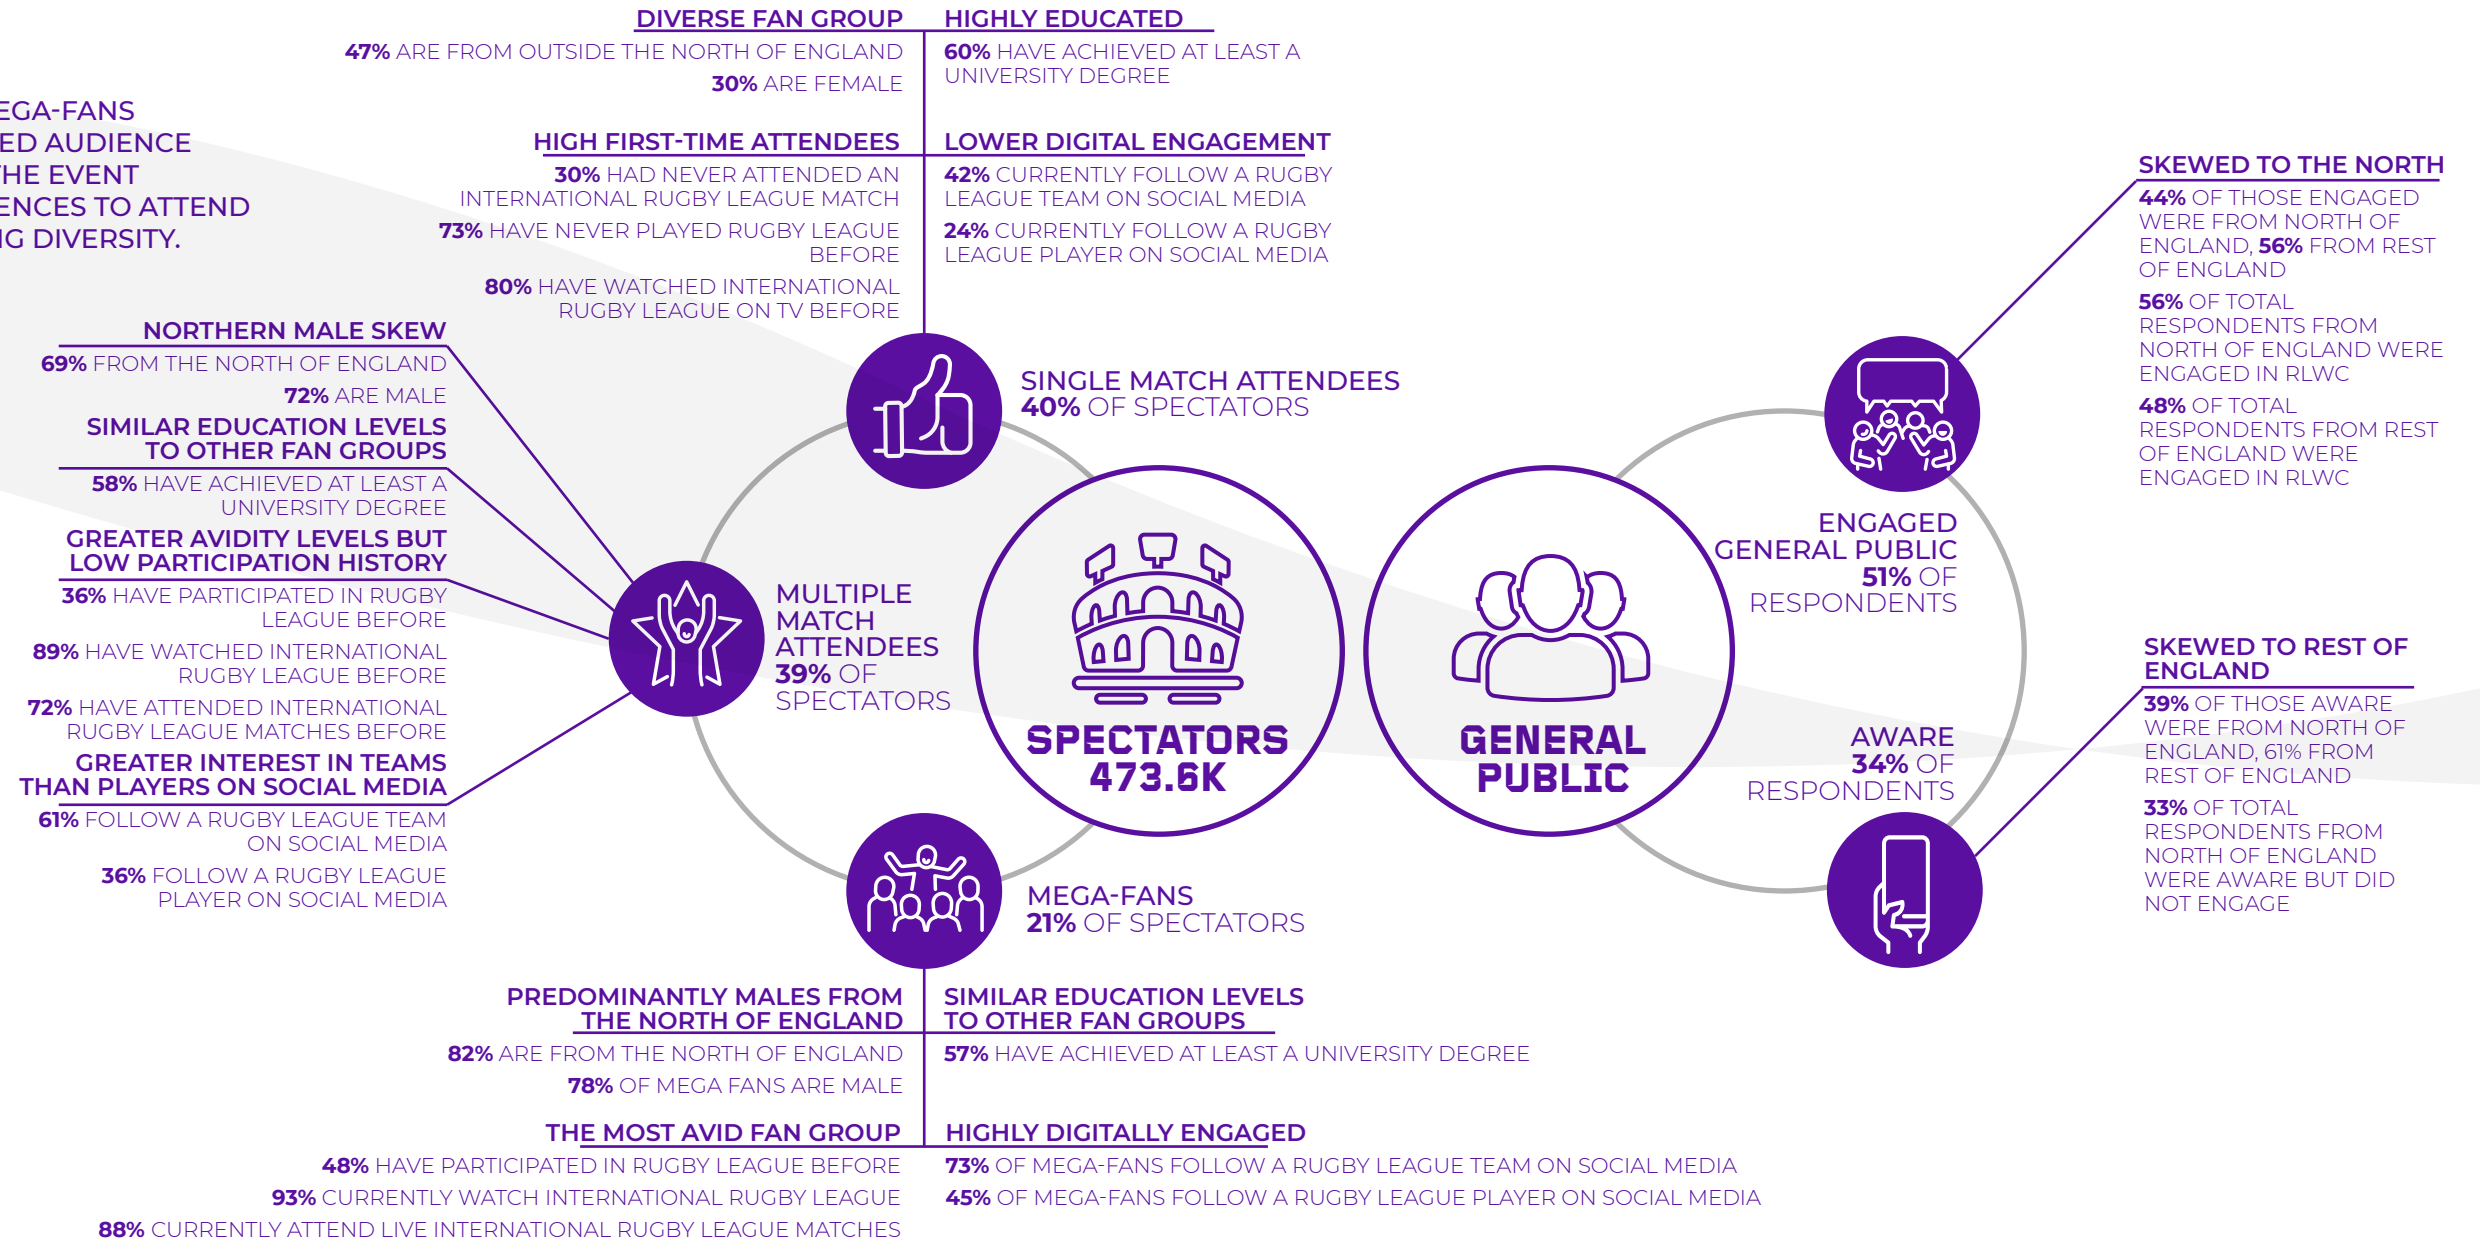 EGA-FANS
ED AUDIENCE
HE EVENT
ENCES TO ATTEND
NG DIVERSITY.
DIVERSE FAN GROUP
47% ARE FROM OUTSIDE THE NORTH OF ENGLAND
30% ARE FEMALE
HIGHLY EDUCATED
60% HAVE ACHIEVED AT LEAST A
UNIVERSITY DEGREE
HIGH FIRST-TIME ATTENDEES
30% HAD NEVER ATTENDED AN
INTERNATIONAL RUGBY LEAGUE MATCH
73% HAVE NEVER PLAYED RUGBY LEAGUE
BEFORE
80% HAVE WATCHED INTERNATIONAL
RUGBY LEAGUE ON TV BEFORE
LOWER DIGITAL ENGAGEMENT
42% CURRENTLY FOLLOW A RUGBY
LEAGUE TEAM ON SOCIAL MEDIA
24% CURRENTLY FOLLOW A RUGBY
LEAGUE PLAYER ON SOCIAL MEDIA
SINGLE MATCH ATTENDEES
40% OF SPECTATORS
NORTHERN MALE SKEW
69% FROM THE NORTH OF ENGLAND
72% ARE MALE
SIMILAR EDUCATION LEVELS
TO OTHER FAN GROUPS
58% HAVE ACHIEVED AT LEAST A
UNIVERSITY DEGREE
GREATER AVIDITY LEVELS BUT
LOW PARTICIPATION HISTORY
36% HAVE PARTICIPATED IN RUGBY
LEAGUE BEFORE
89% HAVE WATCHED INTERNATIONAL
RUGBY LEAGUE BEFORE
72% HAVE ATTENDED INTERNATIONAL
RUGBY LEAGUE MATCHES BEFORE
GREATER INTEREST IN TEAMS
THAN PLAYERS ON SOCIAL MEDIA
61% FOLLOW A RUGBY LEAGUE TEAM
ON SOCIAL MEDIA
36% FOLLOW A RUGBY LEAGUE
PLAYER ON SOCIAL MEDIA
MULTIPLE
MATCH
ATTENDEES
39% OF
SPECTATORS
SPECTATORS
473.6K
MEGA-FANS
21% OF SPECTATORS
PREDOMINANTLY MALES FROM
THE NORTH OF ENGLAND
82% ARE FROM THE NORTH OF ENGLAND
78% OF MEGA FANS ARE MALE
SIMILAR EDUCATION LEVELS
TO OTHER FAN GROUPS
57% HAVE ACHIEVED AT LEAST A UNIVERSITY DEGREE
THE MOST AVID FAN GROUP
48% HAVE PARTICIPATED IN RUGBY LEAGUE BEFORE
93% CURRENTLY WATCH INTERNATIONAL RUGBY LEAGUE
88% CURRENTLY ATTEND LIVE INTERNATIONAL RUGBY LEAGUE MATCHES
HIGHLY DIGITALLY ENGAGED
73% OF MEGA-FANS FOLLOW A RUGBY LEAGUE TEAM ON SOCIAL MEDIA
45% OF MEGA-FANS FOLLOW A RUGBY LEAGUE PLAYER ON SOCIAL MEDIA
GENERAL
PUBLIC
ENGAGED
GENERAL PUBLIC
51% OF
RESPONDENTS
SKEWED TO THE NORTH
44% OF THOSE ENGAGED
WERE FROM NORTH OF
ENGLAND, 56% FROM REST
OF ENGLAND
56% OF TOTAL
RESPONDENTS FROM
NORTH OF ENGLAND WERE
ENGAGED IN RLWC
48% OF TOTAL
RESPONDENTS FROM REST
OF ENGLAND WERE
ENGAGED IN RLWC
AWARE
34% OF
RESPONDENTS
SKEWED TO REST OF
ENGLAND
39% OF THOSE AWARE
WERE FROM NORTH OF
ENGLAND, 61% FROM
REST OF ENGLAND
33% OF TOTAL
RESPONDENTS FROM
NORTH OF ENGLAND
WERE AWARE BUT DID
NOT ENGAGE